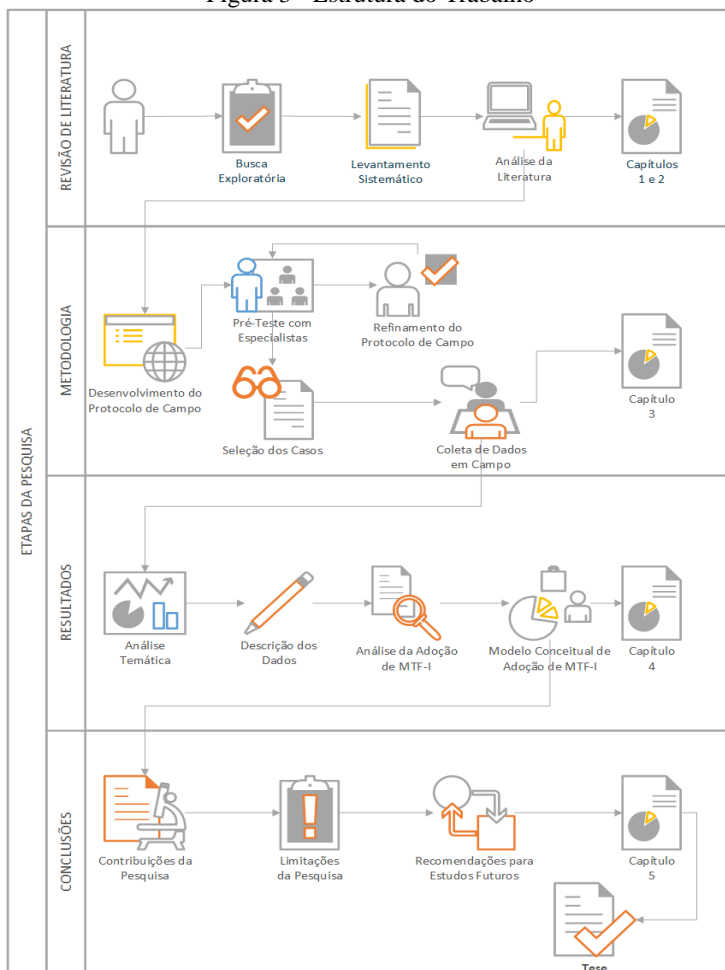 Figura 3 - Estrutura do Trabalho
ETAPAS DA PESQUISA
REVISÃO DE LITERATURA
Busca
Exploratória
Levantamento
Sistemático
Análise da
Literatura
Capítulos
1 e 2
METODOLOGIA
Pré-Teste com
Especialistas
Refinamento do
Protocolo de Campo
Desenvolvimento do
Protocolo de Campo
Seleção dos Casos
Coleta de Dados
em Campo
Capítulo
3
RESULTADOS
Análise
Temática
Descrição dos
Dados
Análise da Adoção
de MTF-I
Modelo Conceitual de
Adoção de MTF-I
Capítulo
4
CONCLUSÕES
Contribuições da
Pesquisa
Limitações
da Pesquisa
Recomendações para
Estudos Futuros
Capítulo
5
Tese